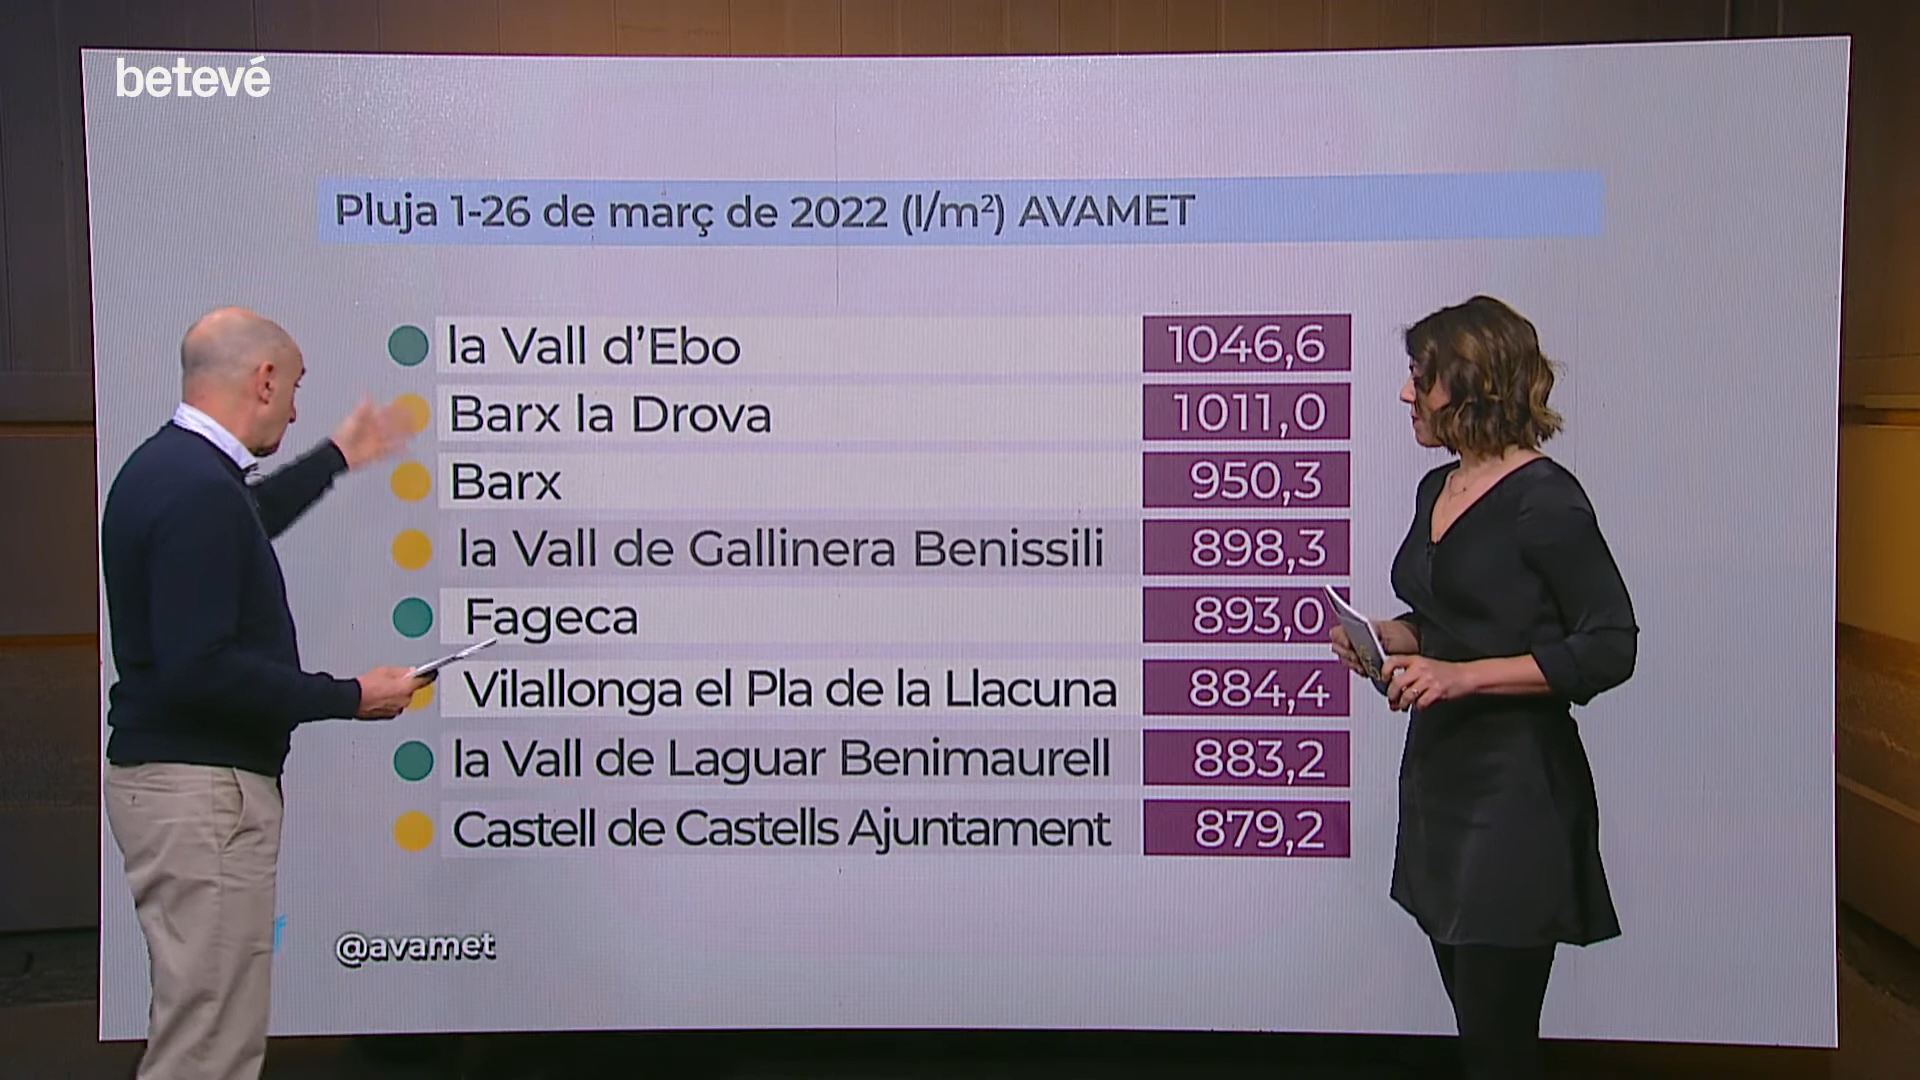 betevé
Pluja 1-26 de març de 2022 (l/m²) AVAMET
la Vall d'Ebo 1046,6
Barx la Drova 1011,0
Barx 950,3
la Vall de Gallinera Benissili 898,3
Fageca 893,0
Vilallonga el Pla de la Llacuna 884,4
la Vall de Laguar Benimaurell 883,2
Castell de Castells Ajuntament 879,2
@avamet